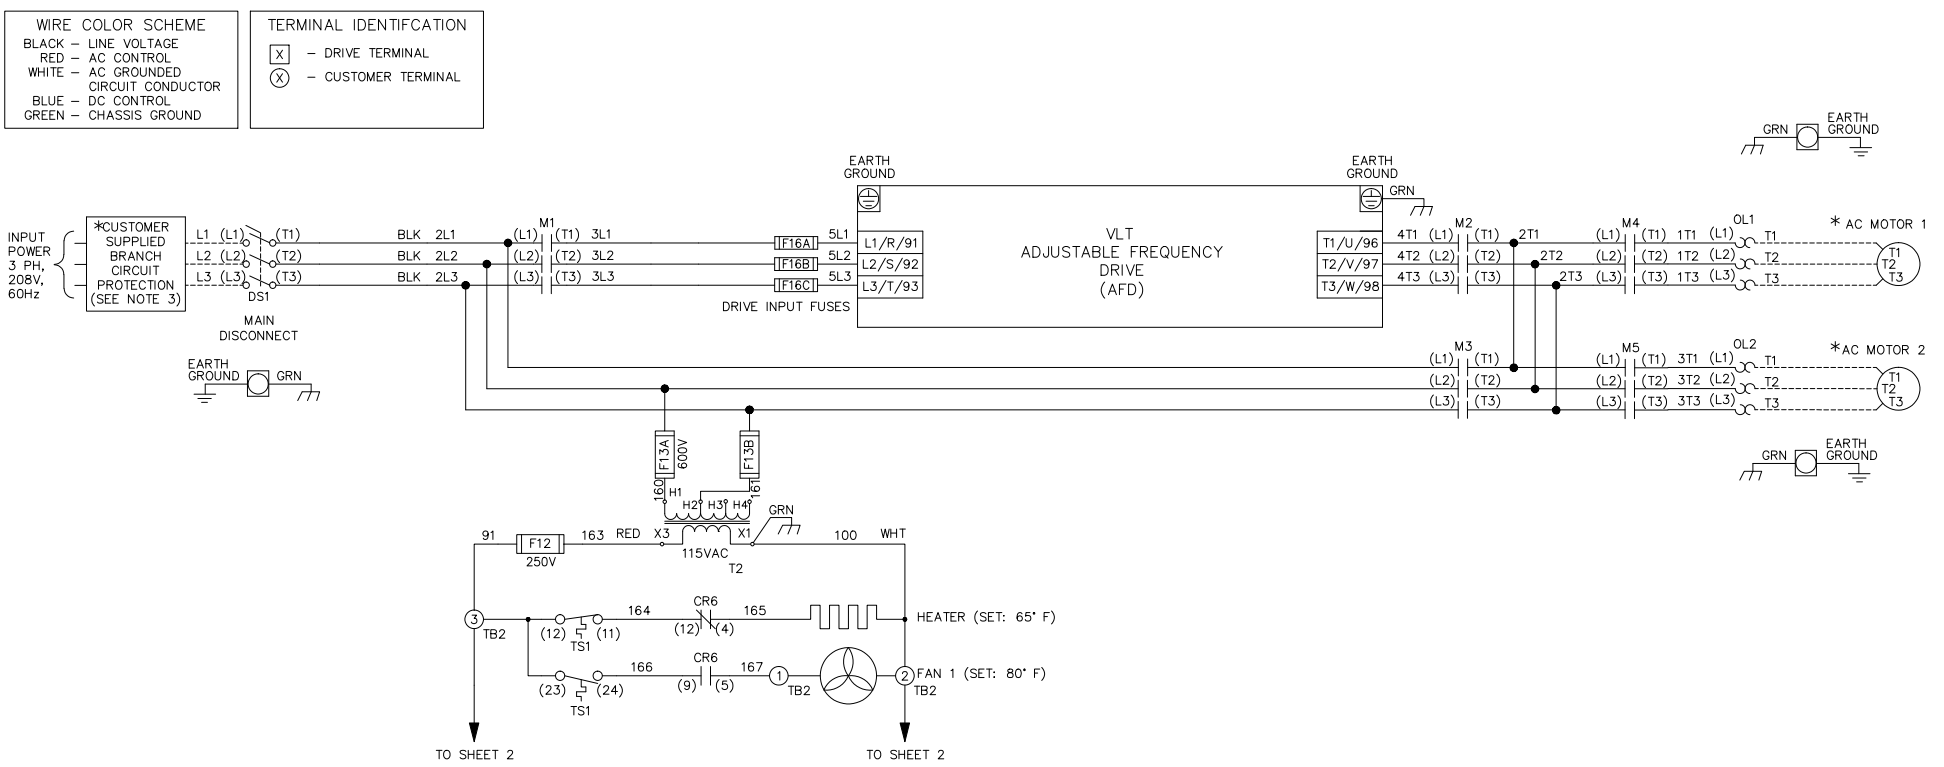 WIRE COLOR SCHEME
BLACK – LINE VOLTAGE
RED – AC CONTROL
WHITE – AC GROUNDED
CIRCUIT CONDUCTOR
BLUE – DC CONTROL
GREEN – CHASSIS GROUND
TERMINAL IDENTIFCATION
X – DRIVE TERMINAL
X – CUSTOMER TERMINAL
INPUT
POWER
3 PH,
208V,
60Hz
*CUSTOMER
SUPPLIED
BRANCH
CIRCUIT
PROTECTION
(SEE NOTE 3)
L1 (L1) (T1) BLK 2L1 (L1) M1 (T1) 3L1 F16A 5L1 L1/R/91
L2 (L2) (T2) BLK 2L2 (L2) (T2) 3L2 F16B 5L2 L2/S/92
L3 (L3) (T3) BLK 2L3 (L3) (T3) 3L3 F16C 5L3 L3/T/93
DS1
MAIN
DISCONNECT
DRIVE INPUT FUSES
EARTH
GROUND
GRN
EARTH
GROUND
VLT
ADJUSTABLE FREQUENCY
DRIVE
(AFD)
EARTH
GROUND
GRN
T1/U/96 4T1 (L1) M2 (T1) 2T1 (L1) M4 (T1) 1T1 (L1) OL1 T1
T2/V/97 4T2 (L2) (T2) 2T2 (L2) (T2) 1T2 (L2) T2
T3/W/98 4T3 (L3) (T3) 2T3 (L3) (T3) 1T3 (L3) T3
GRN
EARTH
GROUND
* AC MOTOR 1
T1
T2
T3
(L1) M3 (T1) (L1) M5 (T1) 3T1 (L1) OL2 T1
(L2) (T2) (L2) (T2) 3T2 (L2) T2
(L3) (T3) (L3) (T3) 3T3 (L3) T3
*AC MOTOR 2
T1
T2
T3
GRN
EARTH
GROUND
F13A
600V
F13B
160
161
H1
H2 H3 H4
GRN
91 F12 163 RED X3 X1 100 WHT
250V
115VAC
T2
3
TB2
(12) (11)
TS1
164
CR6
(12) (4)
165
HEATER (SET: 65° F)
(23) (24)
TS1
166
CR6
(9) (5)
167
1
TB2
2
TB2
FAN 1 (SET: 80° F)
TO SHEET 2
TO SHEET 2